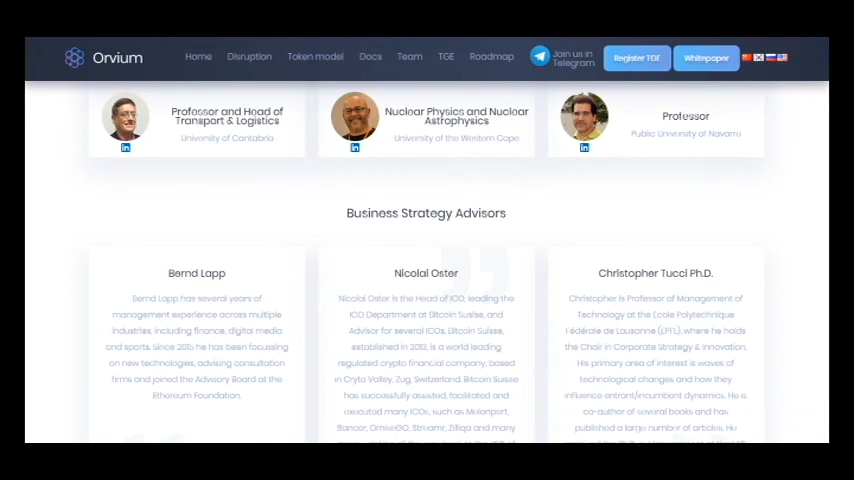 Orvium
Home Disruption Token model Docs Team TGE Roadmap
Join us in
Telegram
Register TGE
Whitepaper
Professor and Head of
Transport & Logistics
University of Cantabria
Nuclear Physics and Nuclear
Astrophysics
University of the Western Cape
Professor
Public University of Navarra
Business Strategy Advisors
Bernd Lapp
Bernd Lapp has several years of
management experience across multiple
industries, including finance, digital media
and sports. Since 2015 he has been focussing
on new technologies, advising consultation
firms and joined the Advisory Board at the
Ethereum Foundation.
Nicolai Oster
Nicolai Oster is the Head of ICO, leading the
ICO Department at Bitcoin Suisse, and
Advisor for several ICOs. Bitcoin Suisse,
established in 2013, is a world leading
regulated crypto financial company, based
in Cryto Valley, Zug, Switzerland. Bitcoin Suisse
has successfully assisted, facilitated and
executed many ICOs, such as Melonport,
Bancor, OmiseGO, Streamr, Zilliqa and many
Christopher Tucci Ph.D.
Christopher is Professor of Management of
Technology at the Ecole Polytechnique
Fédérale de Lausanne (EPFL), where he holds
the Chair in Corporate Strategy & Innovation.
His primary area of interest is waves of
technological changes and how they
influence entrant/incumbent dynamics. He is
co-author of several books and has
published a large number of articles. He